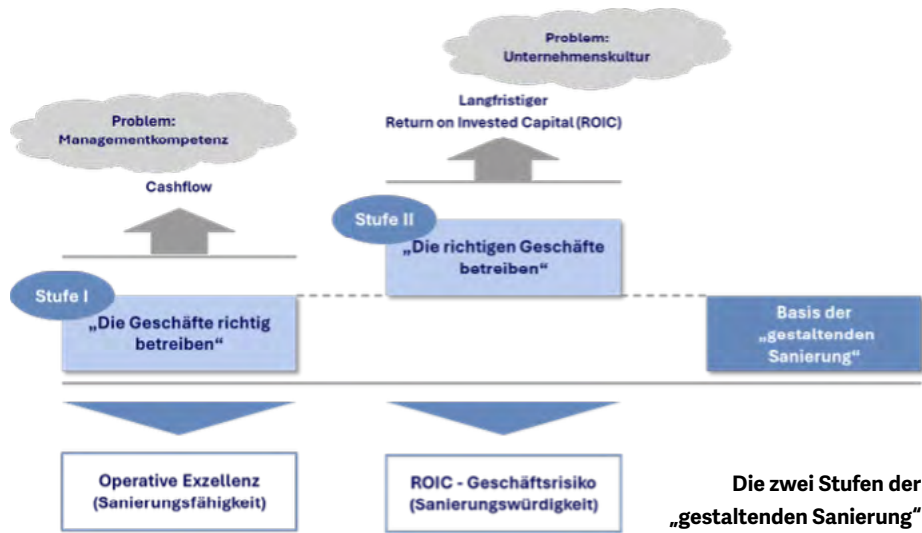 Problem:
Unternehmenskultur
Langfristiger
Return on Invested Capital (ROIC)
Problem:
Managementkompetenz
Cashflow
Stufe II
„Die richtigen Geschäfte
betreiben“
Stufe I
„Die Geschäfte richtig
betreiben“
Basis der
„gestaltenden
Sanierung“
Operative Exzellenz
(Sanierungsfähigkeit)
ROIC - Geschäftsrisiko
(Sanierungswürdigkeit)
Die zwei Stufen der
„gestaltenden Sanierung“